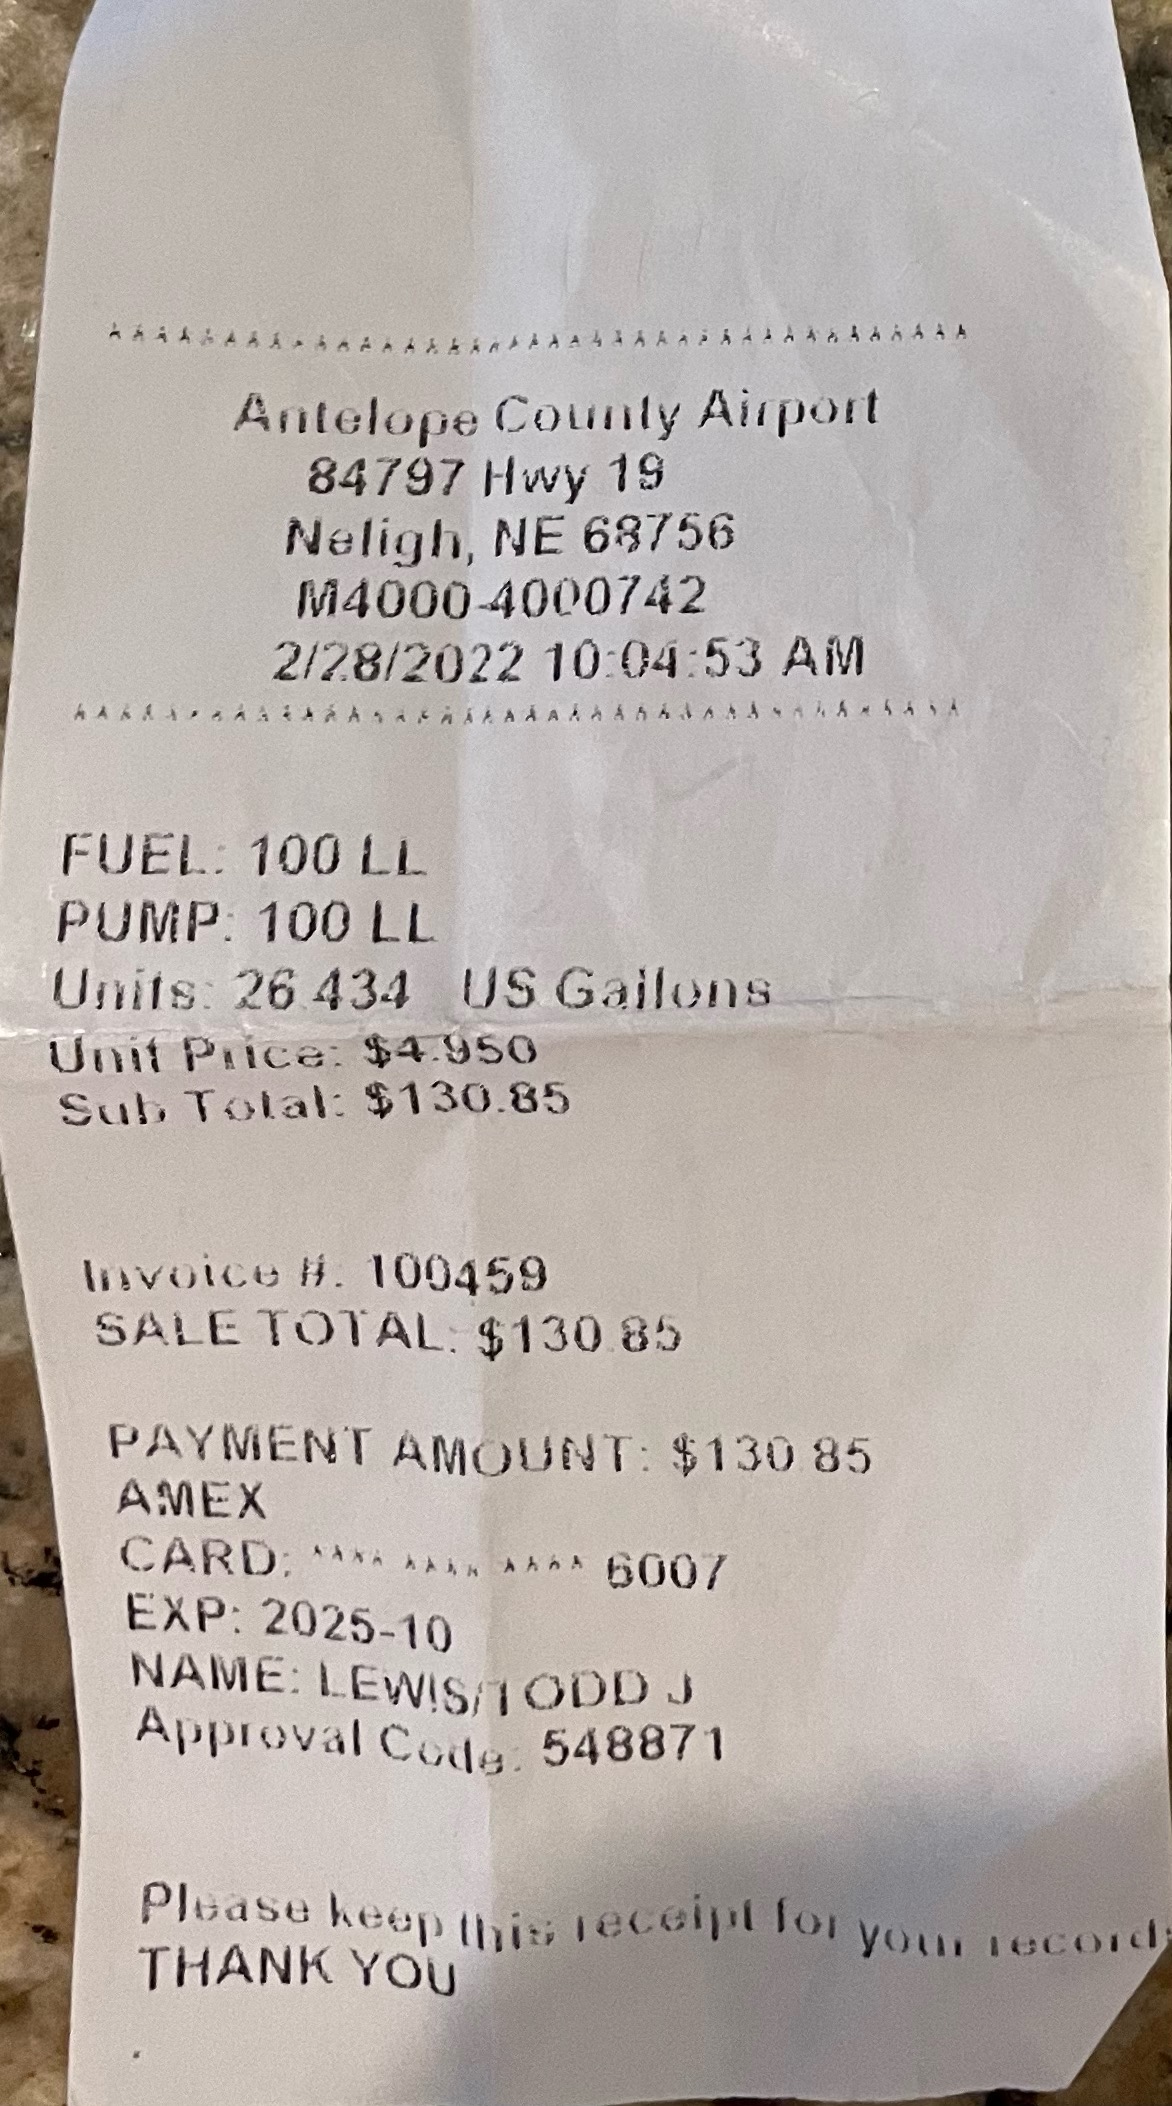 **************************************
Antelope County Airport
84797 Hwy 19
Neligh, NE 68756
M4000-4000742
2/28/2022 10:04:53 AM
**************************************
FUEL: 100 LL
PUMP: 100 LL
Units: 26.434 US Gallons
Unit Price: $4.950
Sub Total: $130.85
Invoice #: 100459
SALE TOTAL: $130.85
PAYMENT AMOUNT: $130.85
AMEX
CARD: **** **** **** 6007
EXP: 2025-10
NAME: LEWIS/TODD J
Approval Code: 548871
Please keep this receipt for your records
THANK YOU
.